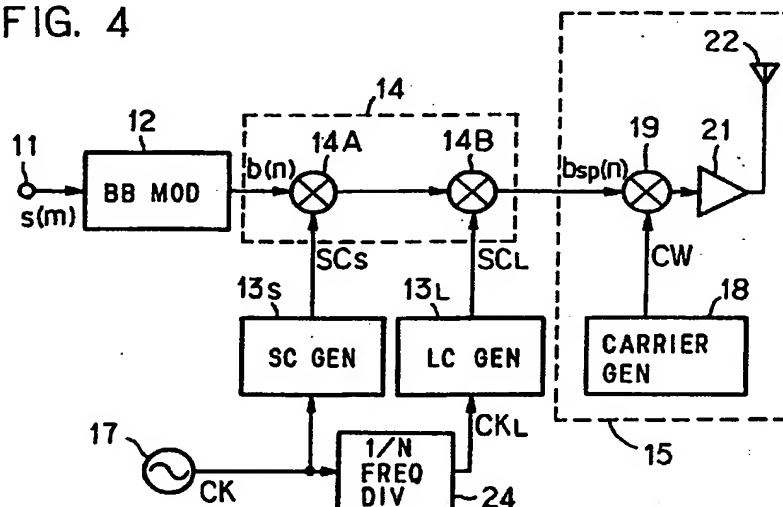 FIG. 4
22
14
12
14A
14B
19
21
11
b(n)
bsp(n)
BB MOD
s(m)
SCS
SCL
CW
13S
13L
18
SC GEN
LC GEN
CARRIER
GEN
17
CKL
15
CK
1/N
FREQ
DIV
24